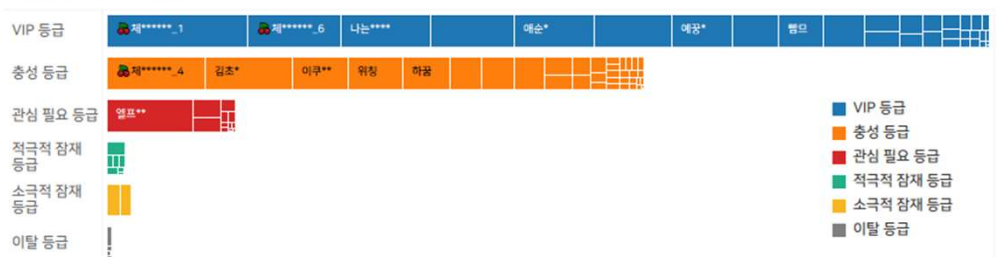 VIP 등급
🍒체******_1
🍒체******_6
나는****
애순*
예꿍*
삠므
충성 등급
🍒체******_4
김초*
이쿠**
위칭
하꿈
관심 필요 등급
엘프**
적극적 잠재
등급
소극적 잠재
등급
이탈 등급
VIP 등급
충성 등급
관심 필요 등급
적극적 잠재 등급
소극적 잠재 등급
이탈 등급